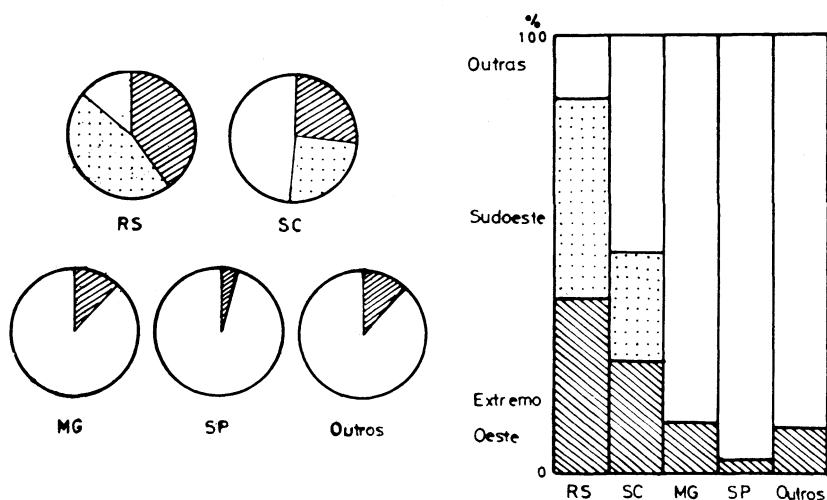 RS
SC
MG
SP
Outros
%
100
Outras
Sudoeste
Extremo
Oeste
0
RS SC MG SP Outros